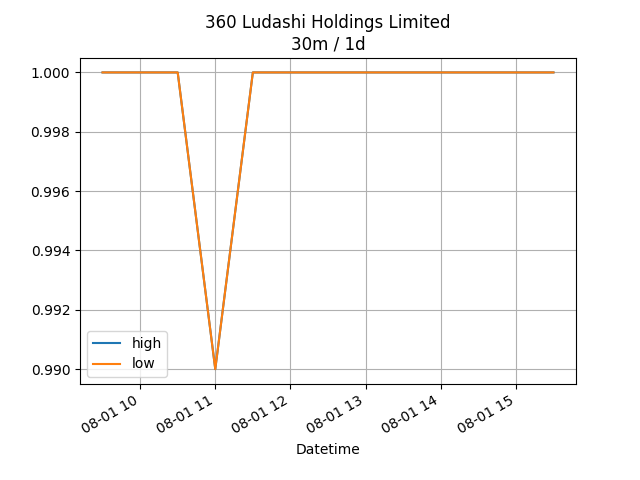 360 Ludashi Holdings Limited
30m / 1d
1.000
0.998
0.996
0.994
0.992
0.990
high
low
08-01 10
08-01 11
08-01 12
08-01 13
08-01 14
08-01 15
Datetime